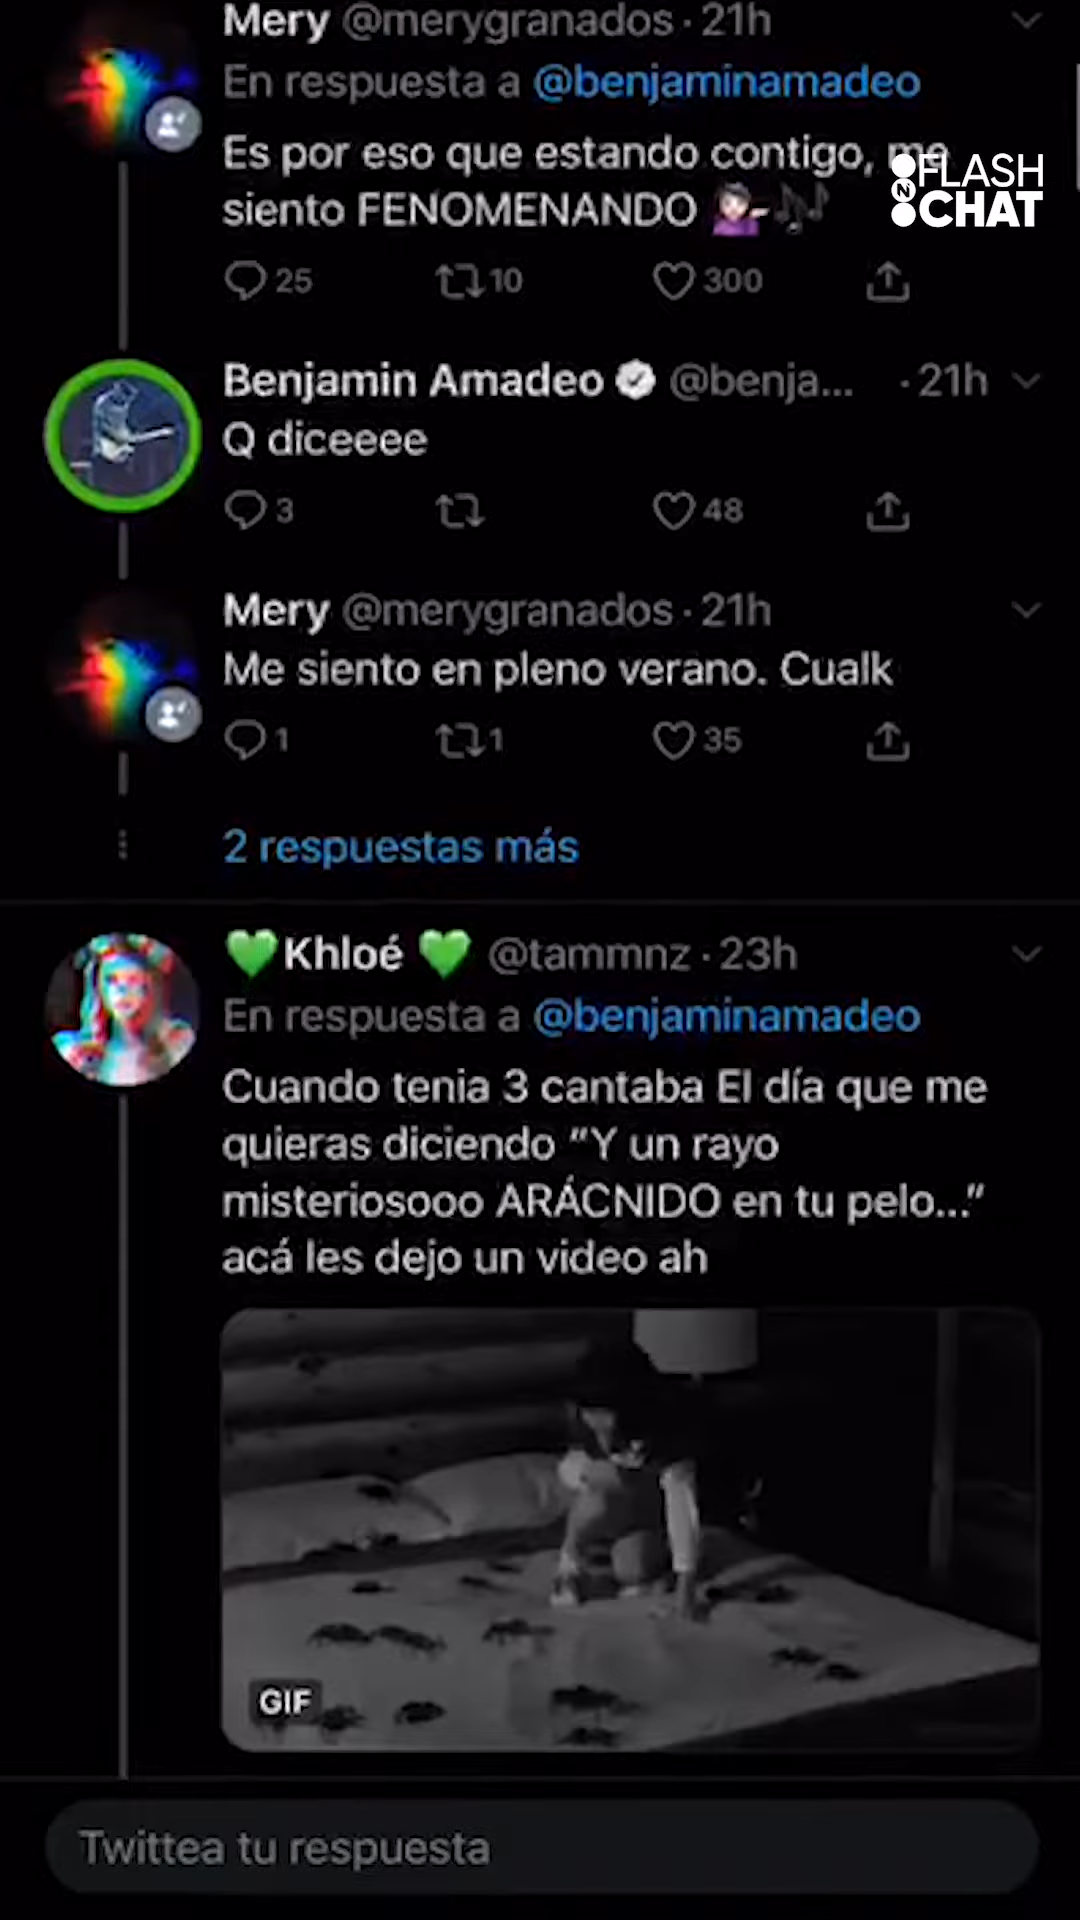 Mery @merygranados · 21h
En respuesta a @benjaminamadeo
Es por eso que estando contigo, me
siento FENOMENANDO
FLASH
N
CHAT
25 10 300
Benjamin Amadeo @benja... · 21h
Q diceeee
3 48
Mery @merygranados · 21h
Me siento en pleno verano. Cualk
1 1 35
2 respuestas más
💚Khloé 💚 @tammnz · 23h
En respuesta a @benjaminamadeo
Cuando tenia 3 cantaba El día que me
quieras diciendo “Y un rayo
misteriosooo ARÁCNIDO en tu pelo...”
acá les dejo un video ah
GIF
Twittea tu respuesta